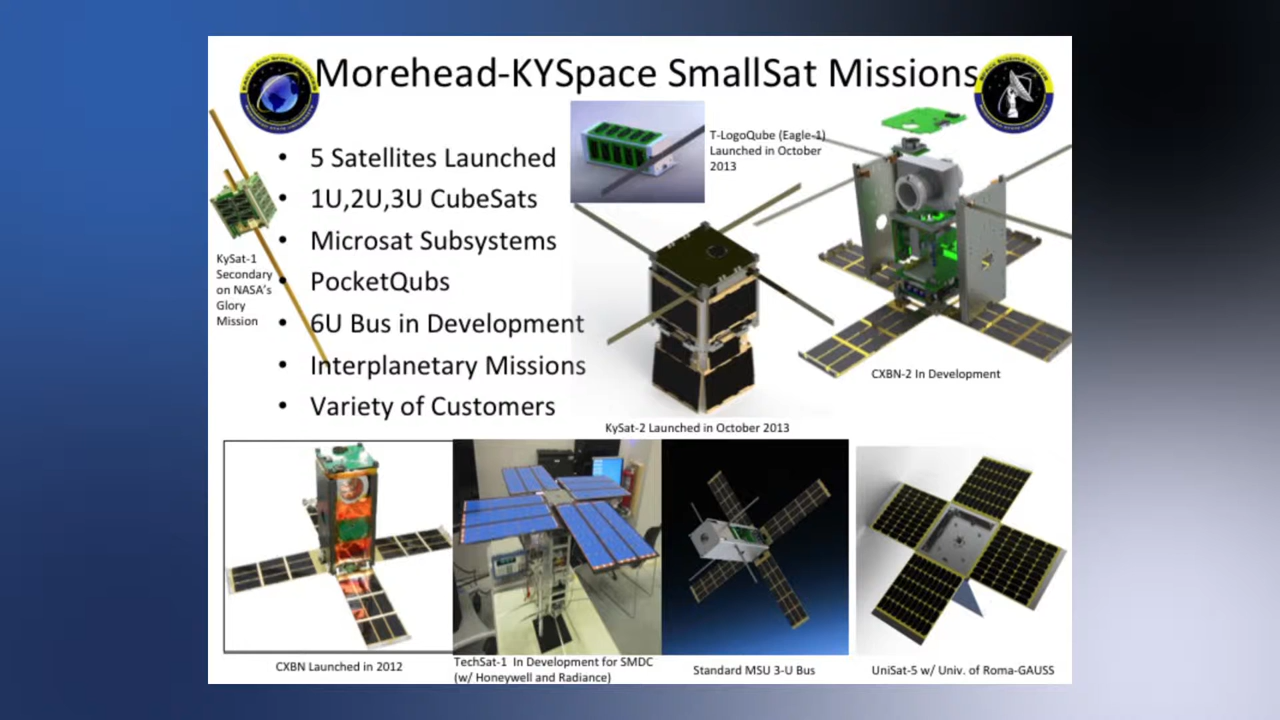 Morehead-KYSpace SmallSat Missions
• 5 Satellites Launched
• 1U,2U,3U CubeSats
• Microsat Subsystems
• PocketQubs
• 6U Bus in Development
• Interplanetary Missions
• Variety of Customers
KySat-1
Secondary
on NASA's
Glory
Mission
T-LogoQube (Eagle-1)
Launched in October
2013
CXBN-2 In Development
KySat-2 Launched in October 2013
CXBN Launched in 2012
TechSat-1 In Development for SMDC
(w/ Honeywell and Radiance)
Standard MSU 3-U Bus
UniSat-5 w/ Univ. of Roma-GAUSS